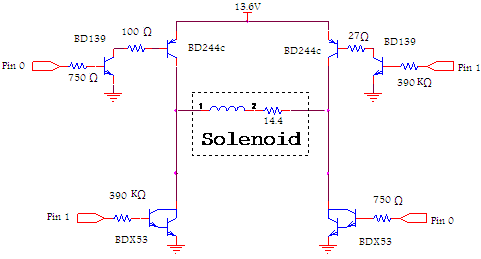 13.6V
100 Ω
27Ω
BD139
BD244c
BD244c
BD139
Pin 0
750 Ω
390 KΩ
Pin 1
1
2
14.4
Solenoid
390 KΩ
750 Ω
Pin 1
Pin 0
BDX53
BDX53